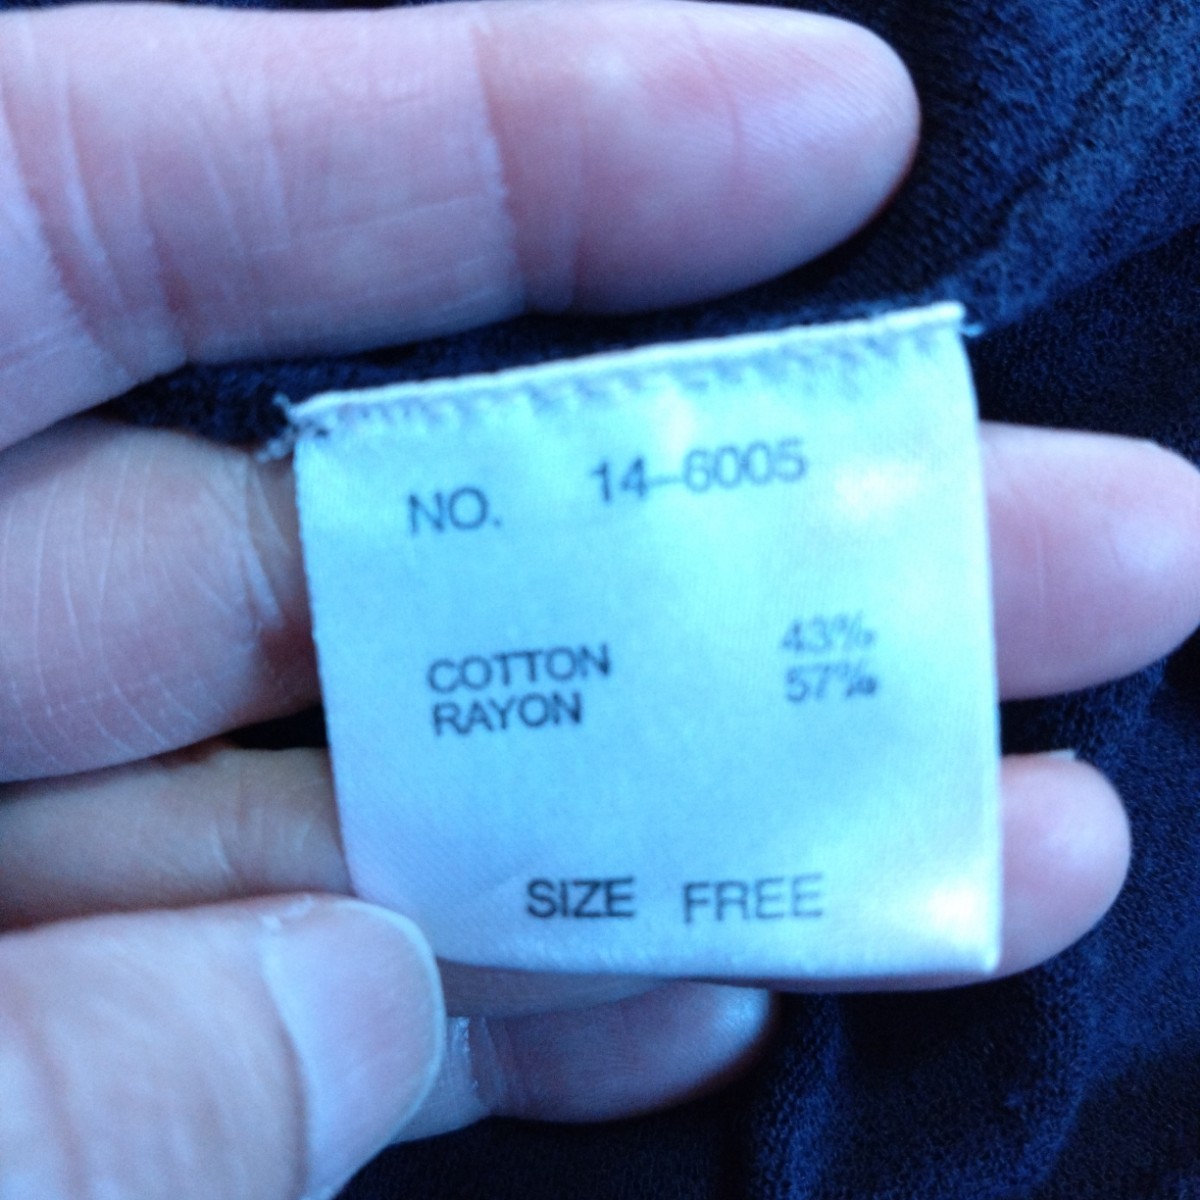 NO. 14-6005
COTTON 43%
RAYON 57%
SIZE FREE